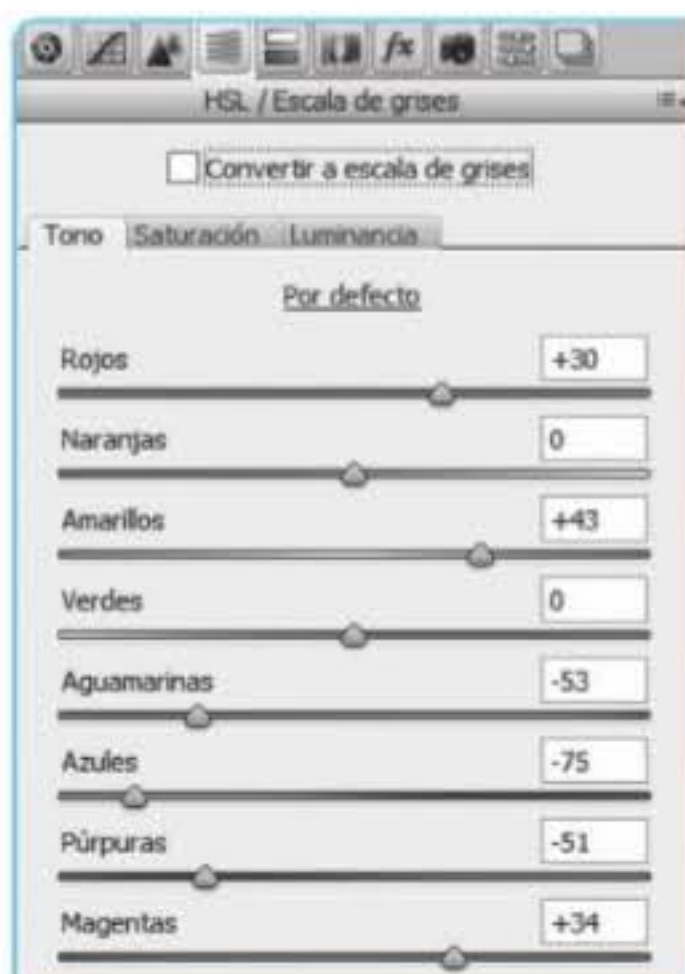 fx
HSL / Escala de grises
Convertir a escala de grises
Tono Saturación Luminancia
Por defecto
Rojos +30
Naranjas 0
Amarillos +43
Verdes 0
Aguamarinas -53
Azules -75
Púrpuras -51
Magentas +34